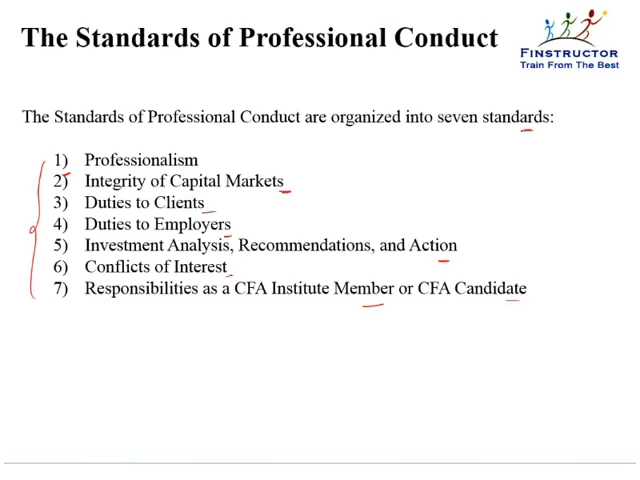 The Standards of Professional Conduct
FINSTRUCTOR
Train From The Best
The Standards of Professional Conduct are organized into seven standards:
1) Professionalism
2) Integrity of Capital Markets
3) Duties to Clients
4) Duties to Employers
5) Investment Analysis, Recommendations, and Action
6) Conflicts of Interest
7) Responsibilities as a CFA Institute Member or CFA Candidate